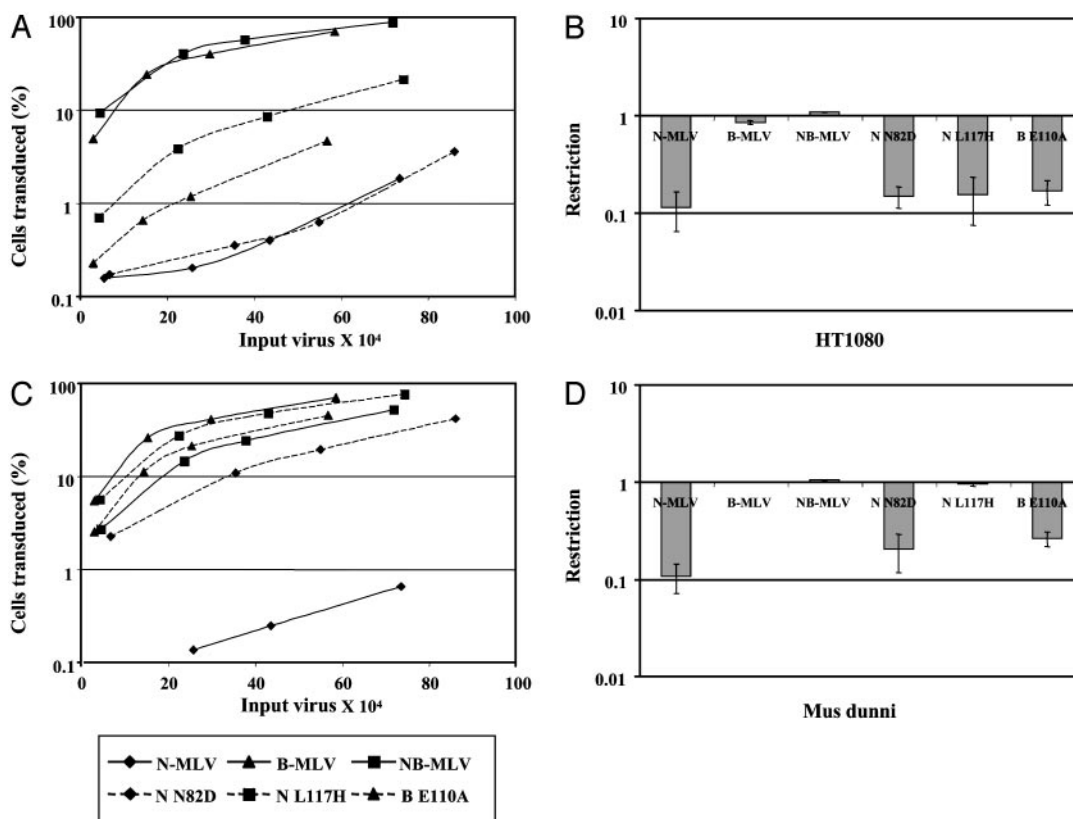 A
Cells transduced (%)
100
10
1
0.1
0 20 40 60 80 100
Input virus X 10⁴
B
Restriction
10
1
0.1
0.01
N-MLV B-MLV NB-MLV N N82D N L117H B E110A
HT1080
C
Cells transduced (%)
100
10
1
0.1
0 20 40 60 80 100
Input virus X 10⁴
D
Restriction
10
1
0.1
0.01
N-MLV B-MLV NB-MLV N N82D N L117H B E110A
Mus dunni
N-MLV B-MLV NB-MLV
N N82D N L117H B E110A